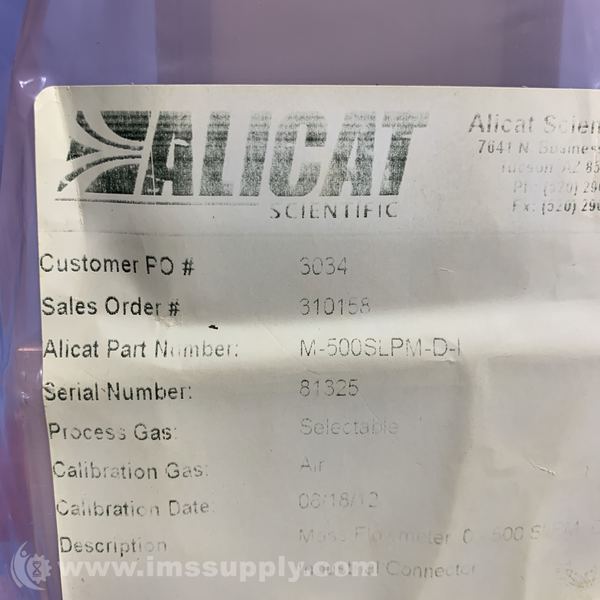 ALICAT
SCIENTIFIC
Alicat Scien
7641 N. Business
Tucson AZ 85
Ph: (520) 290
Fx: (520) 290
Customer PO # 3034
Sales Order # 310158
Alicat Part Number: M-500SLPM-D-I
Serial Number: 81325
Process Gas: Selectable
Calibration Gas: Air
Calibration Date: 08/18/12
Description Mass Flowmeter 0-500 SLPM
Industrial Connector
www.imssupply.com